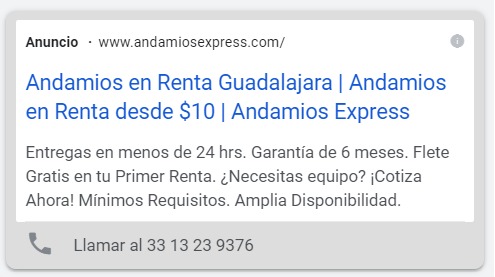 Anuncio · www.andamiosexpress.com/
Andamios en Renta Guadalajara | Andamios
en Renta desde $10 | Andamios Express
Entregas en menos de 24 hrs. Garantía de 6 meses. Flete
Gratis en tu Primer Renta. ¿Necesitas equipo? ¡Cotiza
Ahora! Mínimos Requisitos. Amplia Disponibilidad.
Llamar al 33 13 23 9376